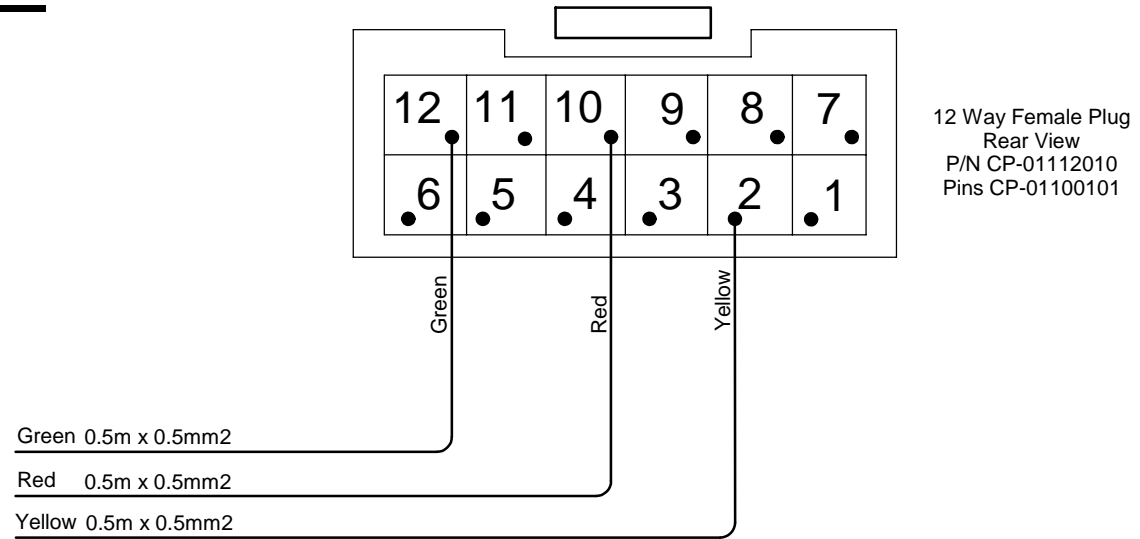 12 11 10 9 8 7
6 5 4 3 2 1
12 Way Female Plug
Rear View
P/N CP-01112010
Pins CP-01100101
Green
Red
Yellow
Green 0.5m x 0.5mm2
Red 0.5m x 0.5mm2
Yellow 0.5m x 0.5mm2